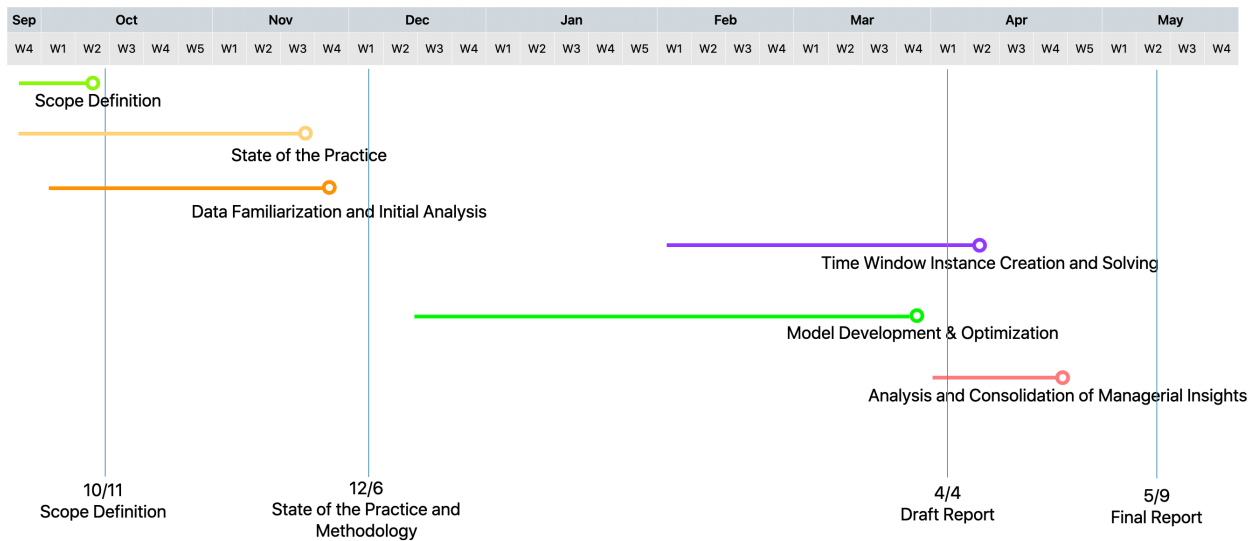 Sep Oct Nov Dec Jan Feb Mar Apr May
W4 W1 W2 W3 W4 W5 W1 W2 W3 W4 W1 W2 W3 W4 W1 W2 W3 W4 W5 W1 W2 W3 W4 W1 W2 W3 W4 W1 W2 W3 W4 W5 W1 W2 W3 W4
Scope Definition
State of the Practice
Data Familiarization and Initial Analysis
Time Window Instance Creation and Solving
Model Development & Optimization
Analysis and Consolidation of Managerial Insights
10/11
Scope Definition
12/6
State of the Practice and
Methodology
4/4
Draft Report
5/9
Final Report